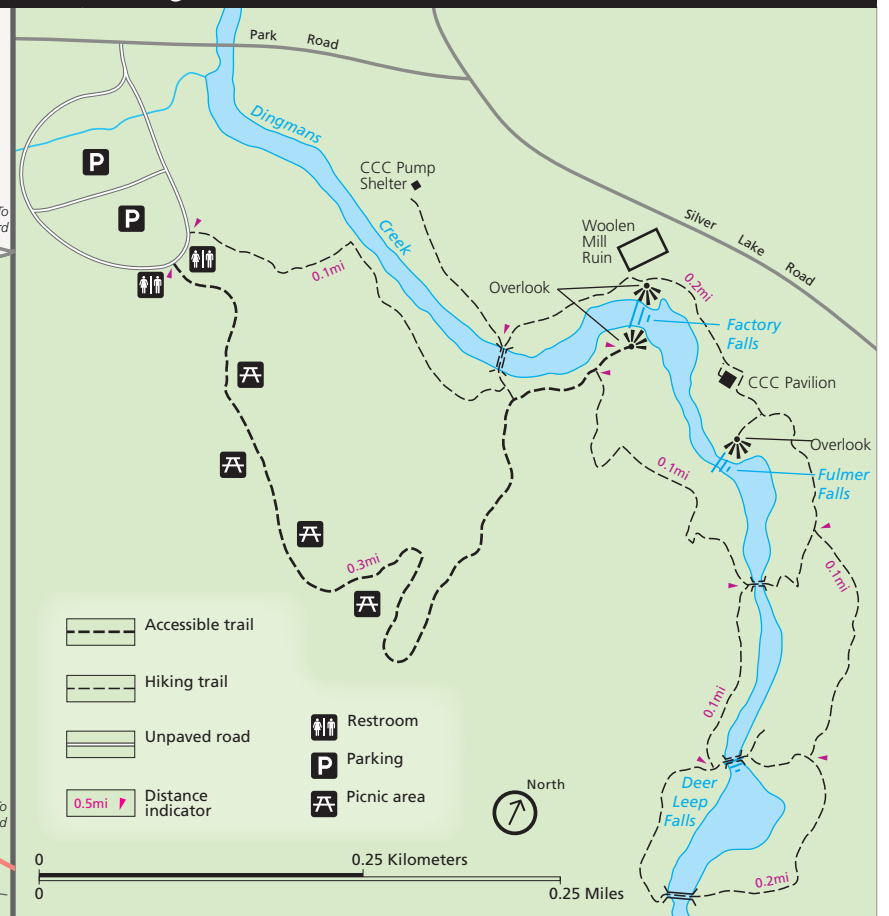 Park Road
Dingmans
Creek
CCC Pump
Shelter
P
P
To
rd
Silver Lake Road
Woolen
Mill
Ruin
Overlook
0.2mi
0.1mi
Factory
Falls
CCC Pavilion
Overlook
0.1mi
Fulmer
Falls
0.3mi
0.1mi
0.1mi
Deer
Leep
Falls
0.2mi
Accessible trail
Hiking trail
Unpaved road
0.5mi
Distance
indicator
Restroom
P
Parking
Picnic area
North
To
d
0
0.25 Kilometers
0
0.25 Miles